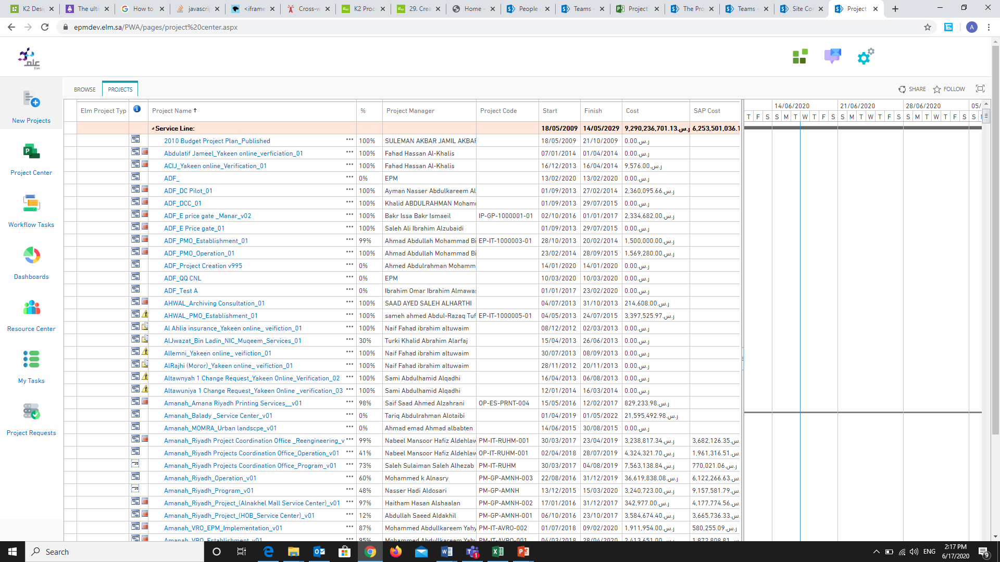 K2 Desi
The ulti
How to
javascri
<iframe
Cross-w
K2 Proc
29. Crea
Home -
People
Teams -
Project
The Pro
Teams -
Site Cor
Project
epmdev.elm.sa/PWA/pages/project%20center.aspx
A
علم
Elm
BROWSE PROJECTS SHARE FOLLOW
New Projects
Project Center
Workflow Tasks
Dashboards
Resource Center
My Tasks
Project Requests
Elm Project Typ Project Name % Project Manager Project Code Start Finish Cost SAP Cost
14/06/2020 21/06/2020 28/06/2020 05/
T F S S M T W T F S S M T W T F S S M T W T F S S
Service Line: 18/05/2009 14/05/2029 ر.س.9,290,236,701.13 6,253,501,036.1
2010 Budget Project Plan_Published ... 100% SULEMAN AKBAR JAMIL AKBAR 18/05/2009 21/10/2009 ر.س.0.00
Abdulatif Jameel_Yakeen online_verficiation_01 ... 100% Fahad Hassan Al-Khalis 07/01/2014 01/04/2014 ر.س.0.00
ACIJ_Yakeen online_Verification_01 ... 100% Fahad Hassan Al-Khalis 16/12/2013 16/04/2014 ر.س.9,576.00
ADF_ ... 0% EPM 13/02/2020 13/02/2020 ر.س.0.00
ADF_DC Pilot_01 ... 100% Ayman Nasser Abdulkareem Al 01/09/2013 27/02/2014 ر.س.2,360,095.66
ADF_DCC_01 ... 100% Khalid ABDULRAHMAN Moham 01/09/2013 29/07/2015 ر.س.0.00
ADF_E price gate _Manar_v02 ... 100% Bakr Issa Bakr Ismaeil IP-GP-1000001-01 02/10/2016 01/01/2017 ر.س.2,334,682.00
ADF_E Price gate_01 ... 100% Saleh Ali Ibrahim Alzubaidi 01/09/2013 29/07/2015 ر.س.0.00
ADF_PMO_Establishment_01 ... 99% Ahmad Abdullah Mohammad Bi EP-IT-1000003-01 28/10/2013 20/02/2014 ر.س.1,500,000.00
ADF_PMO_Operation_01 ... 100% Ahmad Abdullah Mohammad Bi 23/02/2014 28/09/2015 ر.س.1,569,280.00
ADF_Project Creation v995 ... 0% Ahmed Abdulrahman Mohamm 14/01/2020 14/01/2020 ر.س.0.00
ADF_QQ CNL ... 0% EPM 10/03/2020 10/03/2020 ر.س.0.00
ADF_Test A ... 0% Ibrahim Omar Ibrahim Almawas 01/01/2017 23/02/2020 ر.س.0.00
AHWAL_Archiving Consultation_01 ... 100% SAAD AYED SALEH ALHARTHI 04/07/2013 31/10/2013 ر.س.214,608.00
AHWAL_PMO_Establishment_01 ... 100% sameh ahmed Abdul-Razaq Tuf EP-IT-1000005-01 04/05/2013 24/07/2015 ر.س.3,397,525.97
Al Ahlia insurance_Yakeen online_ veifiction_01 ... 100% Naif Fahad ibrahim altuwaim 08/12/2012 02/03/2013 ر.س.0.00
AlJwazat_Bin Ladin_NIC_Muqeem_Services_01 ... 30% Turki Khalid Abrahim Alarfaj 15/04/2013 26/06/2013 ر.س.0.00
Allemni_Yakeen online_ veifiction_01 ... 100% Naif Fahad ibrahim altuwaim 30/07/2013 08/09/2013 ر.س.0.00
AlRajhi (Moror)_Yakeen online_ veifiction_01 ... 100% Naif Fahad ibrahim altuwaim 28/11/2012 20/11/2013 ر.س.0.00
Altawnyah 1 Change Request_Yakeen Online_Verification_02 ... 100% Sami Abdulhamid Alqadhi 16/04/2013 06/08/2013 ر.س.0.00
Altawuniya 1 Change Request_Yakeen Online _verification_03 ... 100% Sami Abdulhamid Alqadhi 12/01/2014 16/03/2014 ر.س.0.00
Amanah_Amana Riyadh Printing Services__v01 ... 98% Saif Saad Ahmed Alzahrani OP-ES-PRNT-004 15/05/2016 12/02/2017 ر.س.829,233.98
Amanah_Balady _Service Center_v01 ... 0% Tariq Abdulrahman Alotaibi 01/04/2019 01/05/2022 ر.س.21,595,492.98
Amanah_MOMRA_Urban landscpe_v01 ... 0% Ahmad emad Ahmad albabten 14/06/2015 30/08/2015 ر.س.0.00
Amanah_Riyadh Project Coordination Office _Reengineering_v ... 99% Nabeel Mansoor Hafiz Aldehlaw PM-IT-RUHM-001 30/03/2017 23/04/2019 ر.س.3,238,817.34 س.3,682,126.35
Amanah_Riyadh Projects Coordination Office_Operation_v01 ... 41% Nabeel Mansoor Hafiz Aldehlaw OP-IT-RUHM-001 02/04/2018 28/07/2019 ر.س.4,324,321.70 س.1,961,316.51
Amanah_Riyadh Projects Coordination Office_Program_v01 ... 73% Saleh Sulaiman Saleh Alhezab PM-IT-RUHM 30/03/2017 04/08/2019 ر.س.7,563,138.84 ر.س.770,021.06
Amanah_Riyadh_Operation_v01 ... 60% Mohammed k Alnasry PM-GP-AMNH-003 22/08/2016 31/12/2019 ر.س.36,619,838.08 س.6,122,266.63
Amanah_Riyadh_Program_v01 ... 48% Nasser Hadi Aldosari PM-GP-AMNH 13/12/2015 15/03/2020 ر.س.3,240,723.00 س.9,157,581.79
Amanah_Riyadh_Project_(Alnakhel Mall Service Center)_v01 ... 97% Haitham Hasan Alshaalan PM-GP-AMNH-002 17/01/2016 31/12/2017 ر.س.342,977.00 س.4,177,774.56
Amanah_Riyadh_Project_(HOB_Service Center)_v01 ... 12% Abdullah Saeed Aldakhil PM-GP-AMNH-001 06/10/2016 23/10/2017 ر.س.3,584,674.40 س.3,665,736.33
Amanah_VRO_EPM_Implementation_v01 ... 87% Mohammed Abdullkareem Yahy PM-IT-AVRO-002 01/07/2018 09/02/2020 ر.س.1,911,954.00 ر.س.580,255.09
Amanah_VRO_Establishment_v01 ... 95% Mohammed Abdullkareem Yahy PM-IT-AVRO-001 04/03/2018 28/04/2020 ر.س.2,413,651.00 س.1,872,808.81
Search
1
ENG
2:17 PM
6/17/2020
9